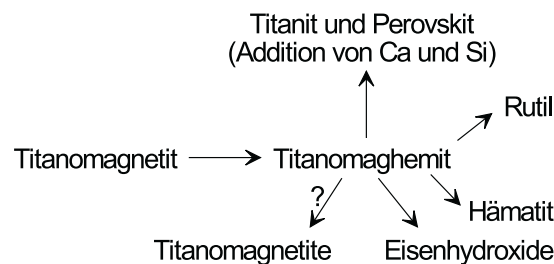 Titanit und Perovskit
(Addition von Ca und Si)
Rutil
Titanomagnetit
Titanomaghemit
?
Hämatit
Titanomagnetite
Eisenhydroxide